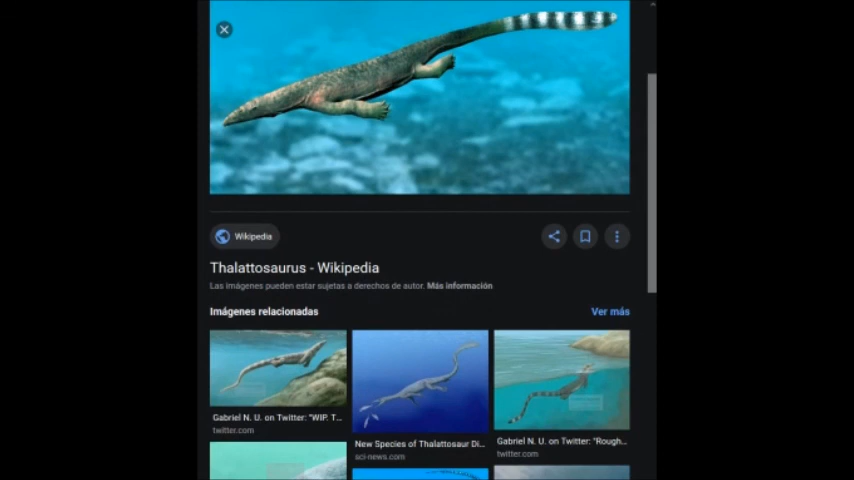 Wikipedia
Thalattosaurus - Wikipedia
Las imágenes pueden estar sujetas a derechos de autor. Más información
Imágenes relacionadas
Ver más
Gabriel N. U. on Twitter: "WIP. T...
twitter.com
New Species of Thalattosaur Di...
sci-news.com
Gabriel N. U. on Twitter: "Rough...
twitter.com